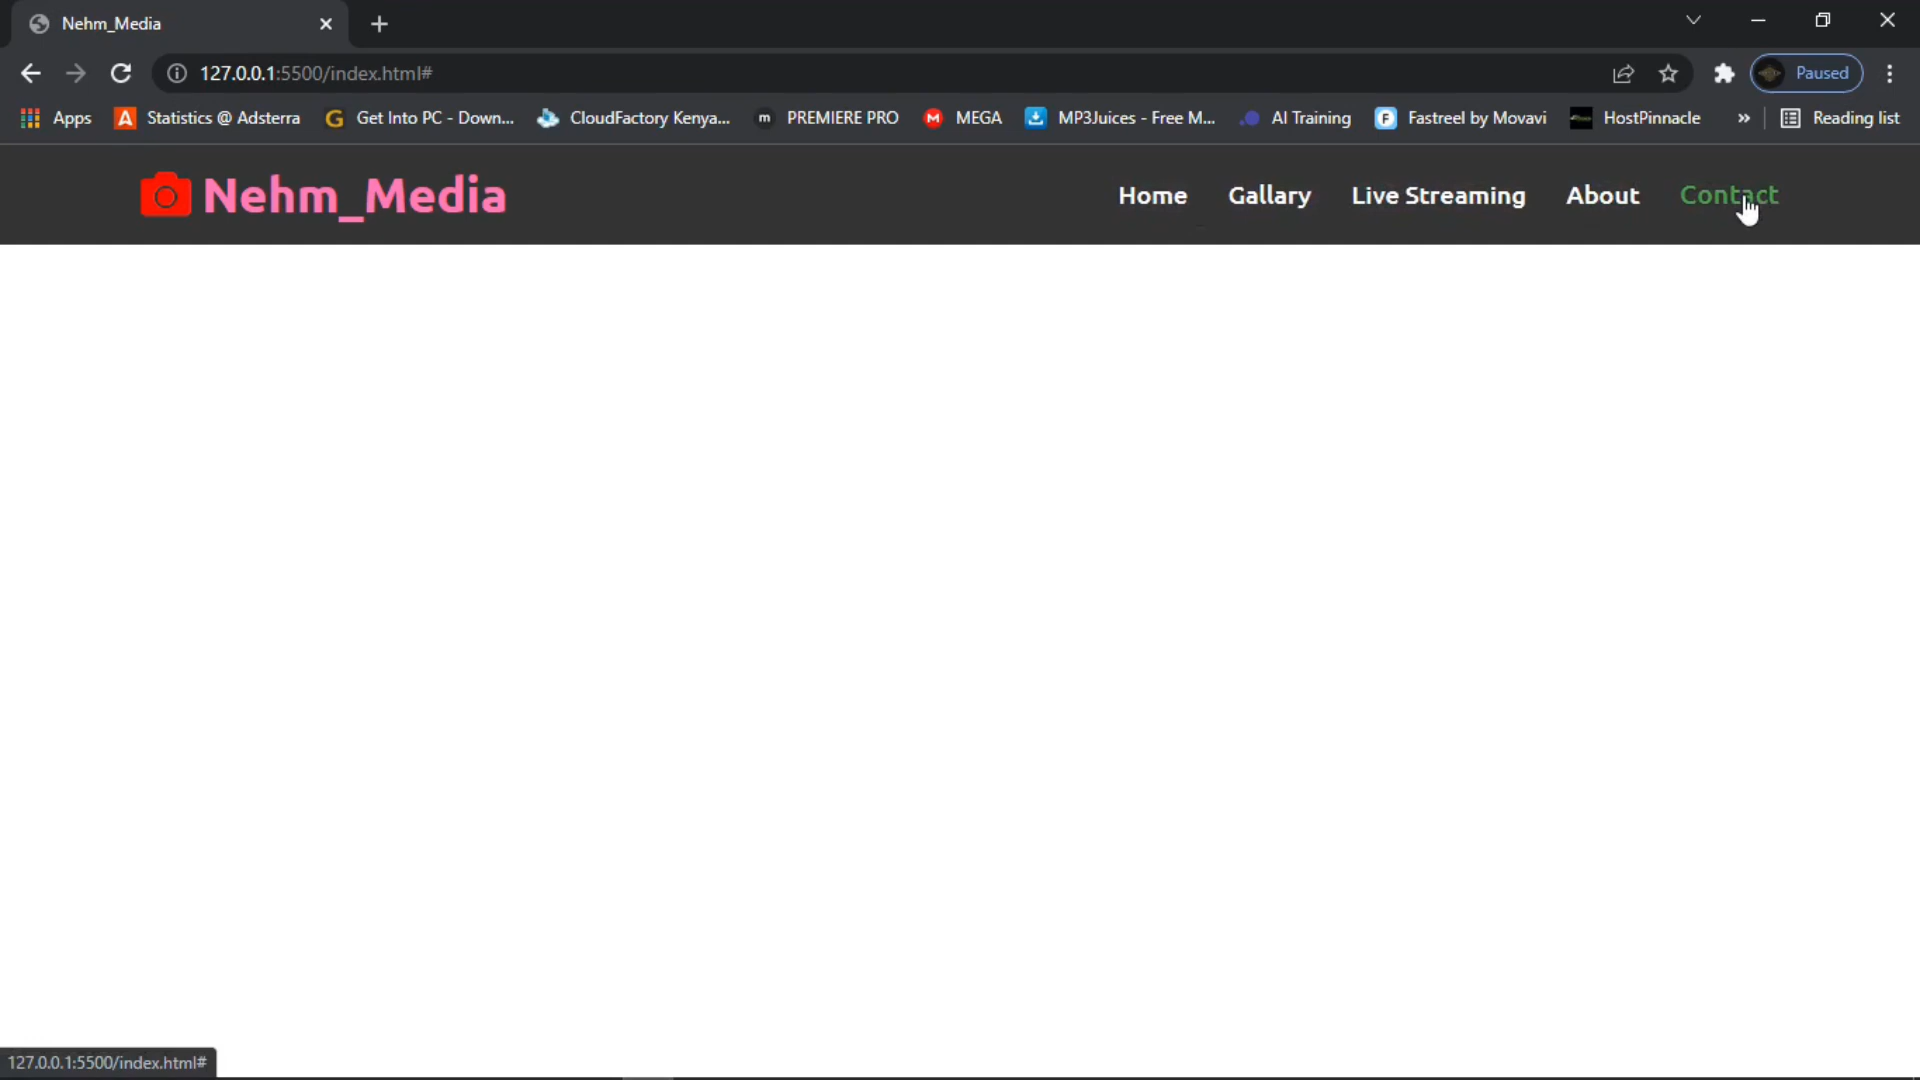 Nehm_Media
127.0.0.1:5500/index.html#
Paused
Apps
Statistics @ Adsterra
Get Into PC - Down...
CloudFactory Kenya...
PREMIERE PRO
MEGA
MP3Juices - Free M...
AI Training
Fastreel by Movavi
HostPinnacle
»
Reading list
Nehm_Media
Home
Gallary
Live Streaming
About
Contact
127.0.0.1:5500/index.html#